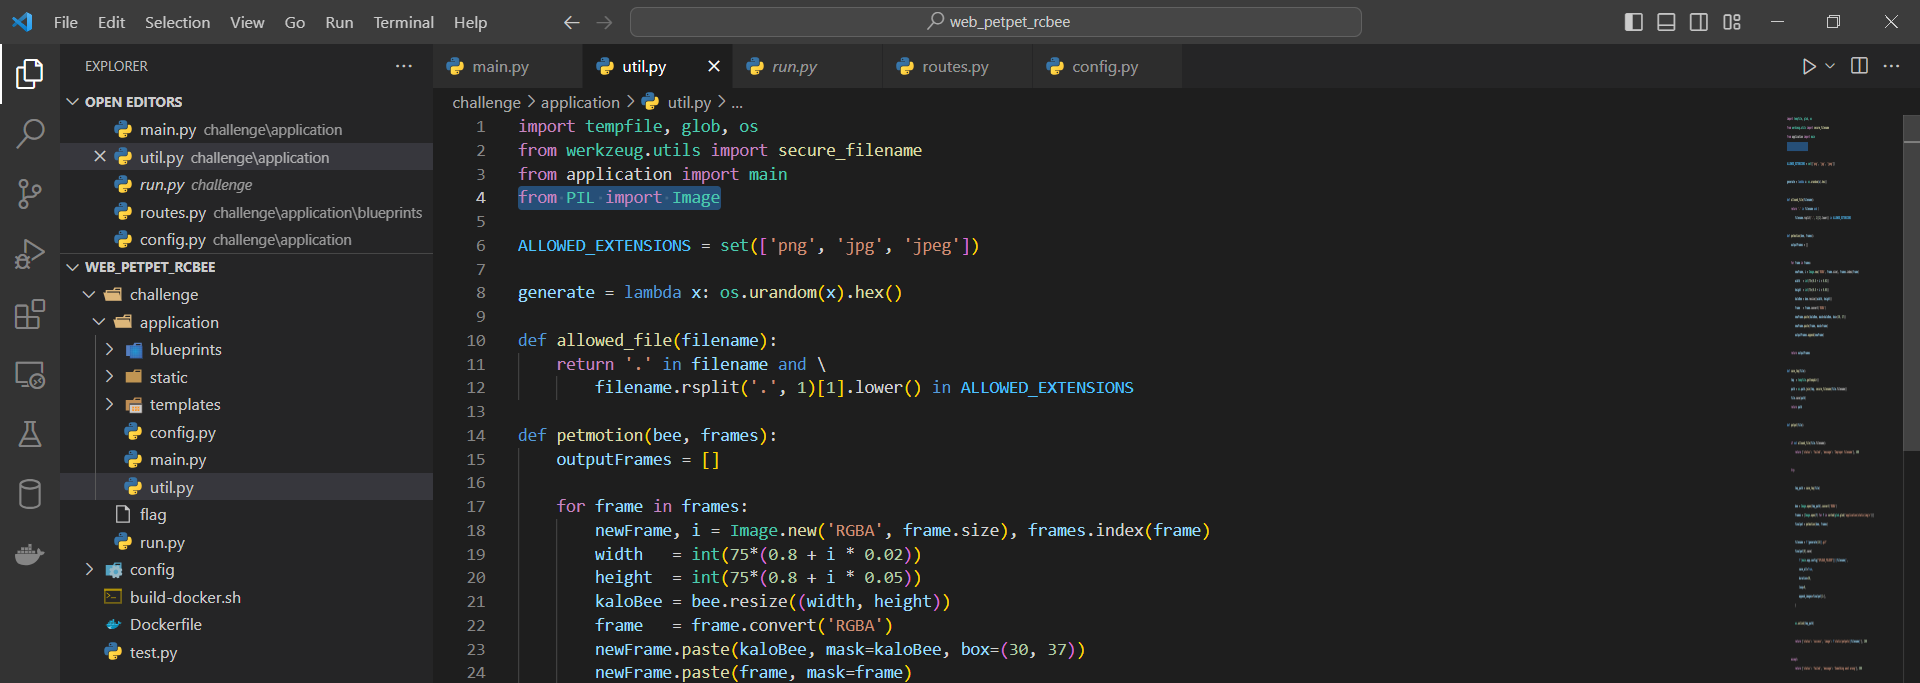 File Edit Selection View Go Run Terminal Help
web_petpet_rcbee
EXPLORER
main.py
util.py
run.py
routes.py
config.py
OPEN EDITORS
main.py challenge\application
util.py challenge\application
run.py challenge
routes.py challenge\application\blueprints
config.py challenge\application
WEB_PETPET_RCBEE
challenge
application
blueprints
static
templates
config.py
main.py
util.py
flag
run.py
config
build-docker.sh
Dockerfile
test.py
challenge > application > util.py > ...
1 import tempfile, glob, os
2 from werkzeug.utils import secure_filename
3 from application import main
4 from PIL import Image
5
6 ALLOWED_EXTENSIONS = set(['png', 'jpg', 'jpeg'])
7
8 generate = lambda x: os.urandom(x).hex()
9
10 def allowed_file(filename):
11 return '.' in filename and \
12 filename.rsplit('.', 1)[1].lower() in ALLOWED_EXTENSIONS
13
14 def petmotion(bee, frames):
15 outputFrames = []
16
17 for frame in frames:
18 newFrame, i = Image.new('RGBA', frame.size), frames.index(frame)
19 width = int(75*(0.8 + i * 0.02))
20 height = int(75*(0.8 + i * 0.05))
21 kaloBee = bee.resize((width, height))
22 frame = frame.convert('RGBA')
23 newFrame.paste(kaloBee, mask=kaloBee, box=(30, 37))
24 newFrame.paste(frame, mask=frame)